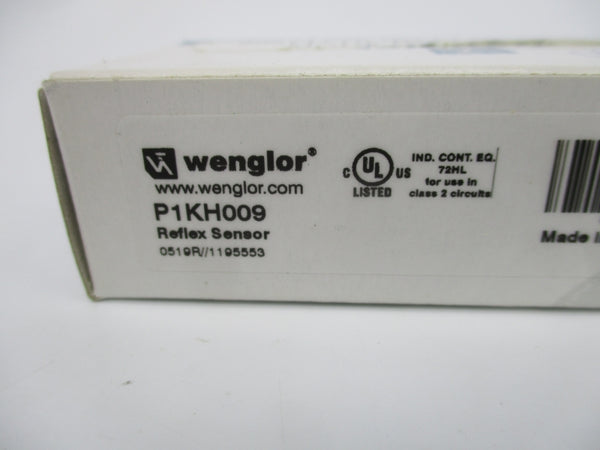 wenglor®
www.wenglor.com
P1KH009
Reflex Sensor
0519R//1195553
C UL US
LISTED
IND. CONT. EQ.
72HL
for use in
class 2 circuits
Made